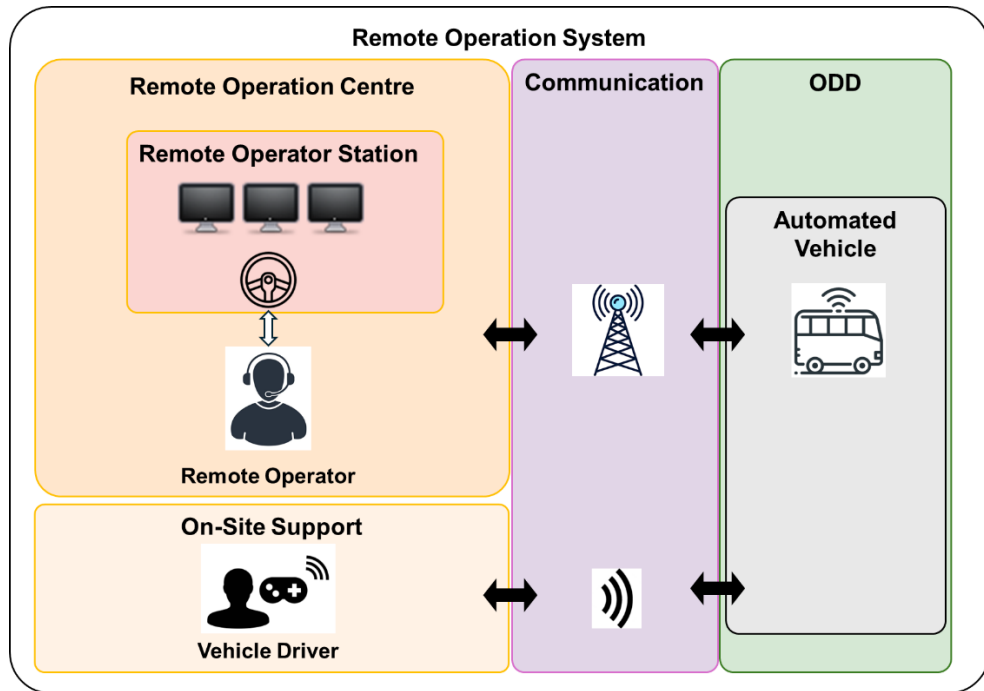 Remote Operation System
Remote Operation Centre
Remote Operator Station
Remote Operator
On-Site Support
Vehicle Driver
Communication
ODD
Automated
Vehicle